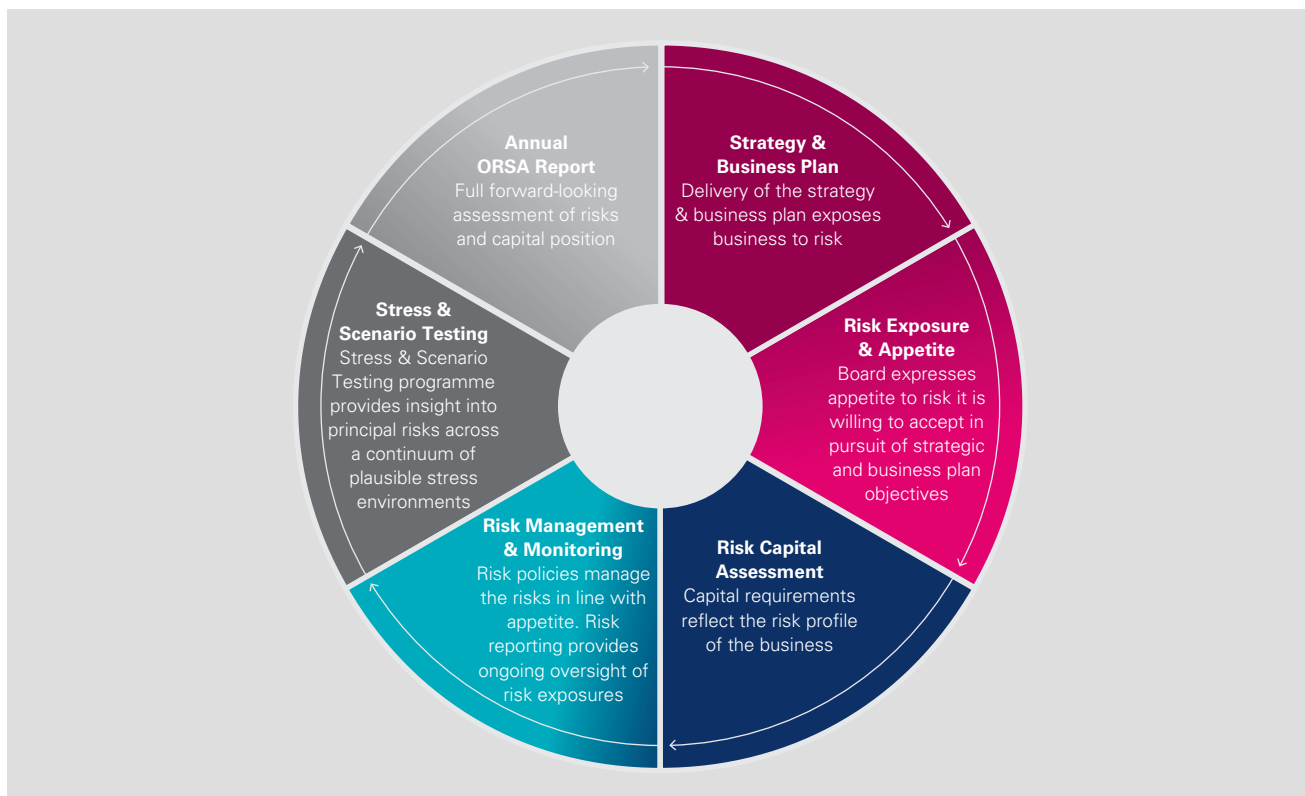 Annual
ORSA Report
Full forward-looking
assessment of risks
and capital position
Strategy &
Business Plan
Delivery of the strategy
& business plan exposes
business to risk
Risk Exposure
& Appetite
Board expresses
appetite to risk it is
willing to accept in
pursuit of strategic
and business plan
objectives
Risk Capital
Assessment
Capital requirements
reflect the risk profile
of the business
Risk Management
& Monitoring
Risk policies manage
the risks in line with
appetite. Risk
reporting provides
ongoing oversight of
risk exposures
Stress &
Scenario Testing
Stress & Scenario
Testing programme
provides insight into
principal risks across
a continuum of
plausible stress
environments